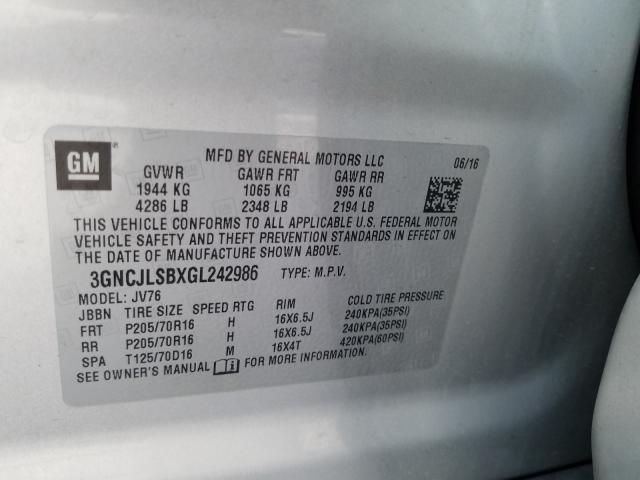 GM
MFD BY GENERAL MOTORS LLC 06/16
GVWR GAWR FRT GAWR RR
1944 KG 1065 KG 995 KG
4286 LB 2348 LB 2194 LB
THIS VEHICLE CONFORMS TO ALL APPLICABLE U.S. FEDERAL MOTOR
VEHICLE SAFETY AND THEFT PREVENTION STANDARDS IN EFFECT ON
THE DATE OF MANUFACTURE SHOWN ABOVE.
3GNCJLSBXGL242986 TYPE: M.P.V.
MODEL: JV76
JBBN TIRE SIZE SPEED RTG RIM COLD TIRE PRESSURE
FRT P205/70R16 H 16X6.5J 240KPA(35PSI)
RR P205/70R16 H 16X6.5J 240KPA(35PSI)
SPA T125/70D16 M 16X4T 420KPA(60PSI)
SEE OWNER'S MANUAL FOR MORE INFORMATION.